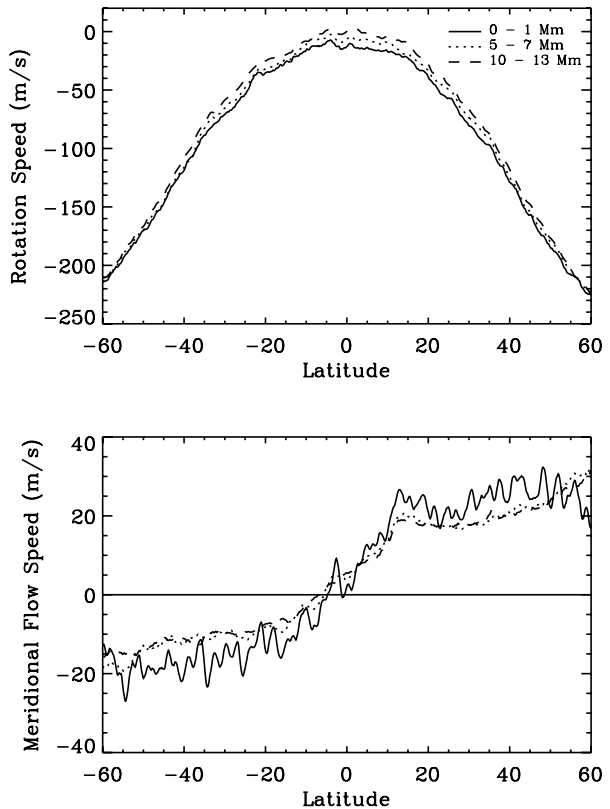 0 − 1 Mm
5 − 7 Mm
10 − 13 Mm
Rotation Speed (m/s)
0
−50
−100
−150
−200
−250
−60 −40 −20 0 20 40 60
Latitude
Meridional Flow Speed (m/s)
40
20
0
−20
−40
−60 −40 −20 0 20 40 60
Latitude